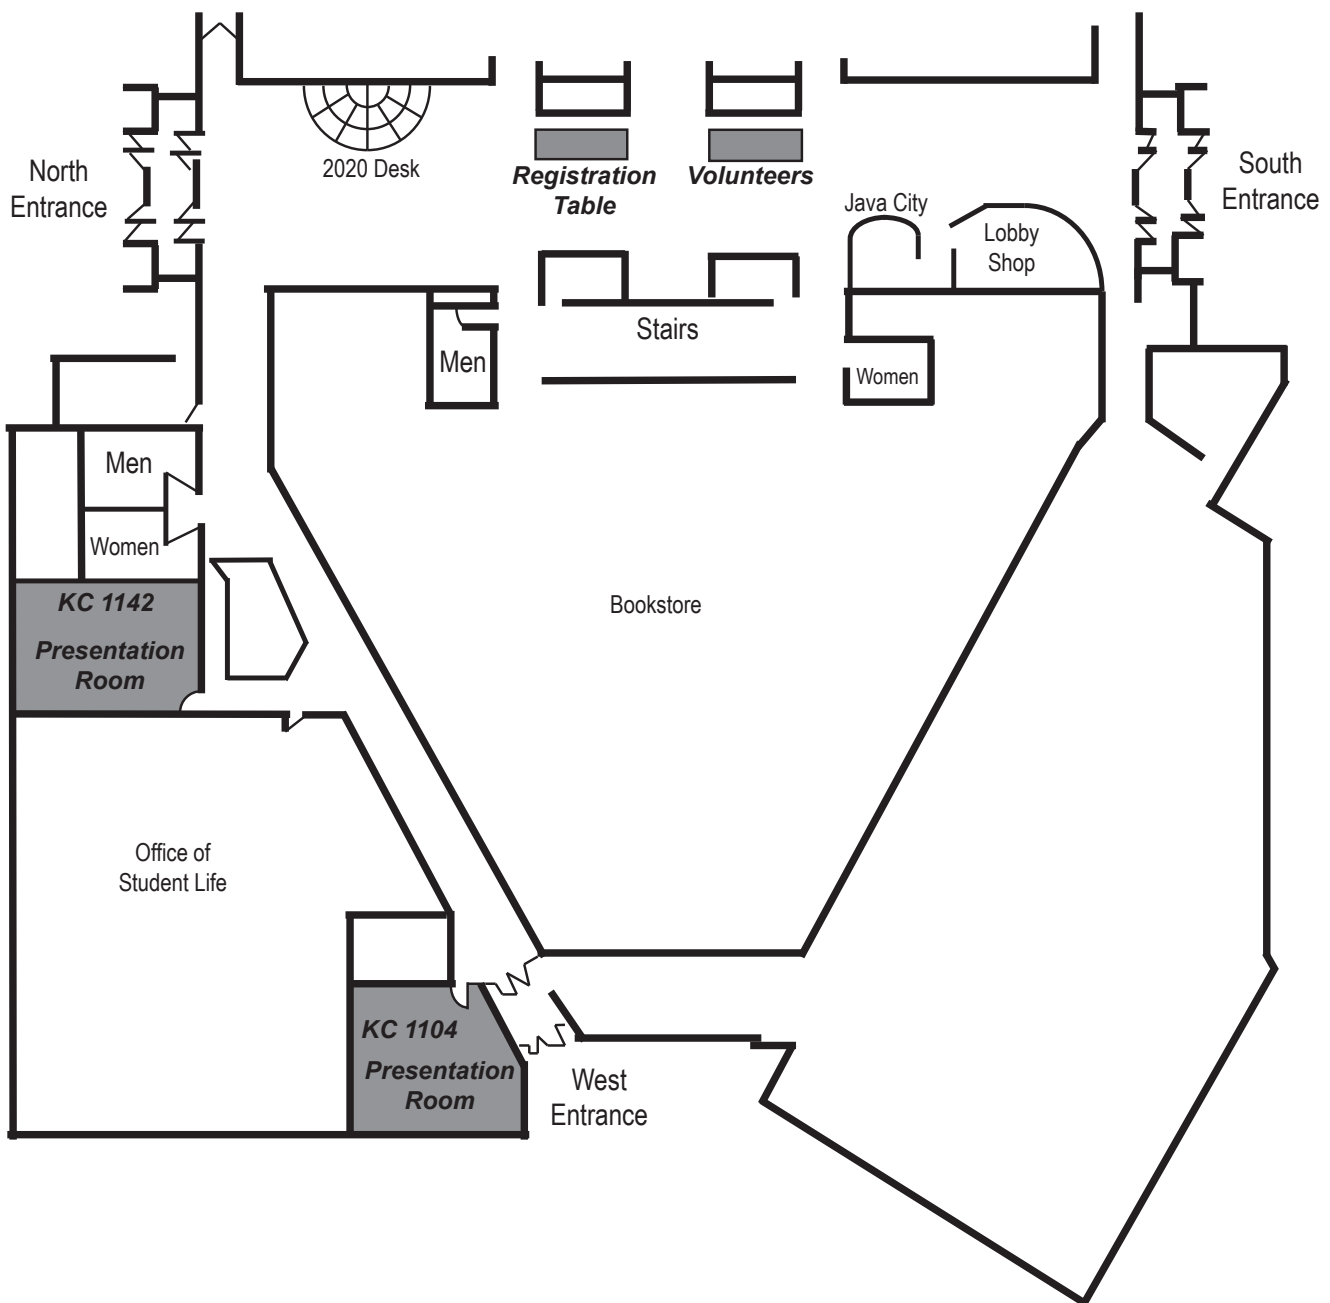 North
Entrance
2020 Desk
Registration
Table
Volunteers
Java City
Lobby
Shop
South
Entrance
Stairs
Men
Women
Men
Women
KC 1142
Presentation
Room
Bookstore
Office of
Student Life
KC 1104
Presentation
Room
West
Entrance